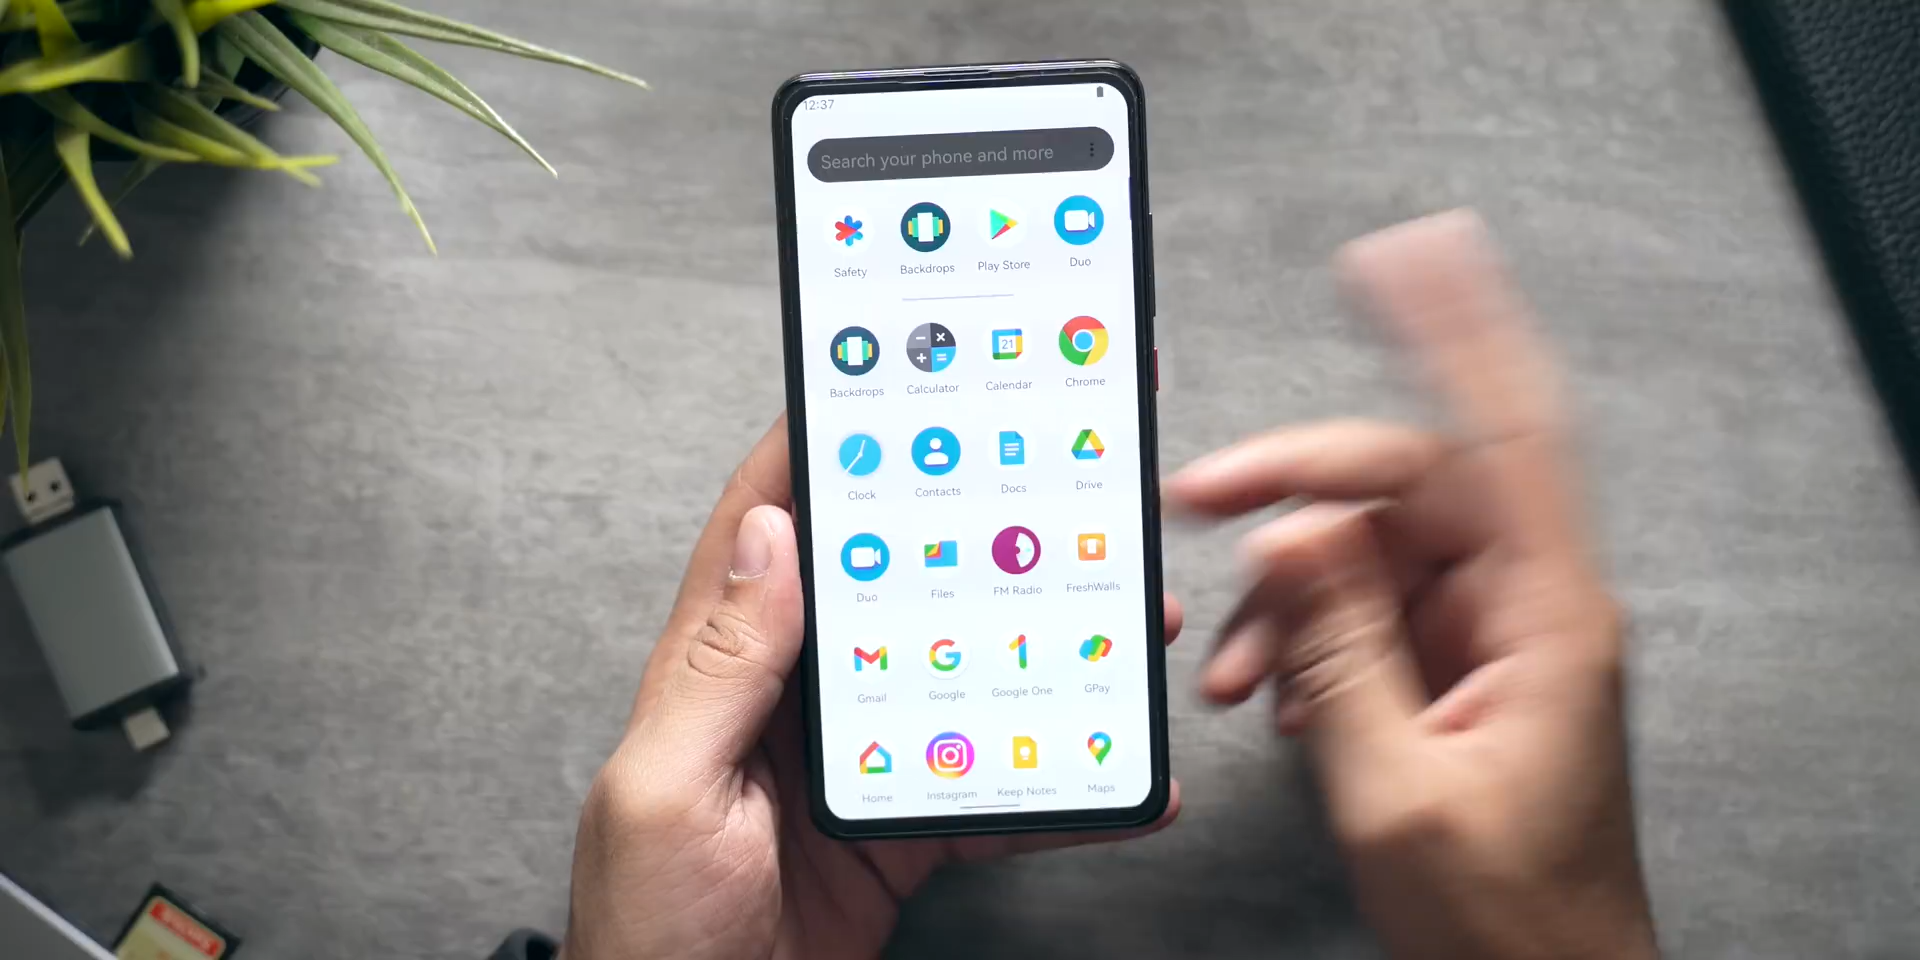 12:37
Search your phone and more
Safety
Backdrops
Play Store
Duo
Backdrops
Calculator
21
Calendar
Chrome
Clock
Contacts
Docs
Drive
Duo
Files
FM Radio
FreshWalls
Gmail
Google
Google One
GPay
Home
Instagram
Keep Notes
Maps